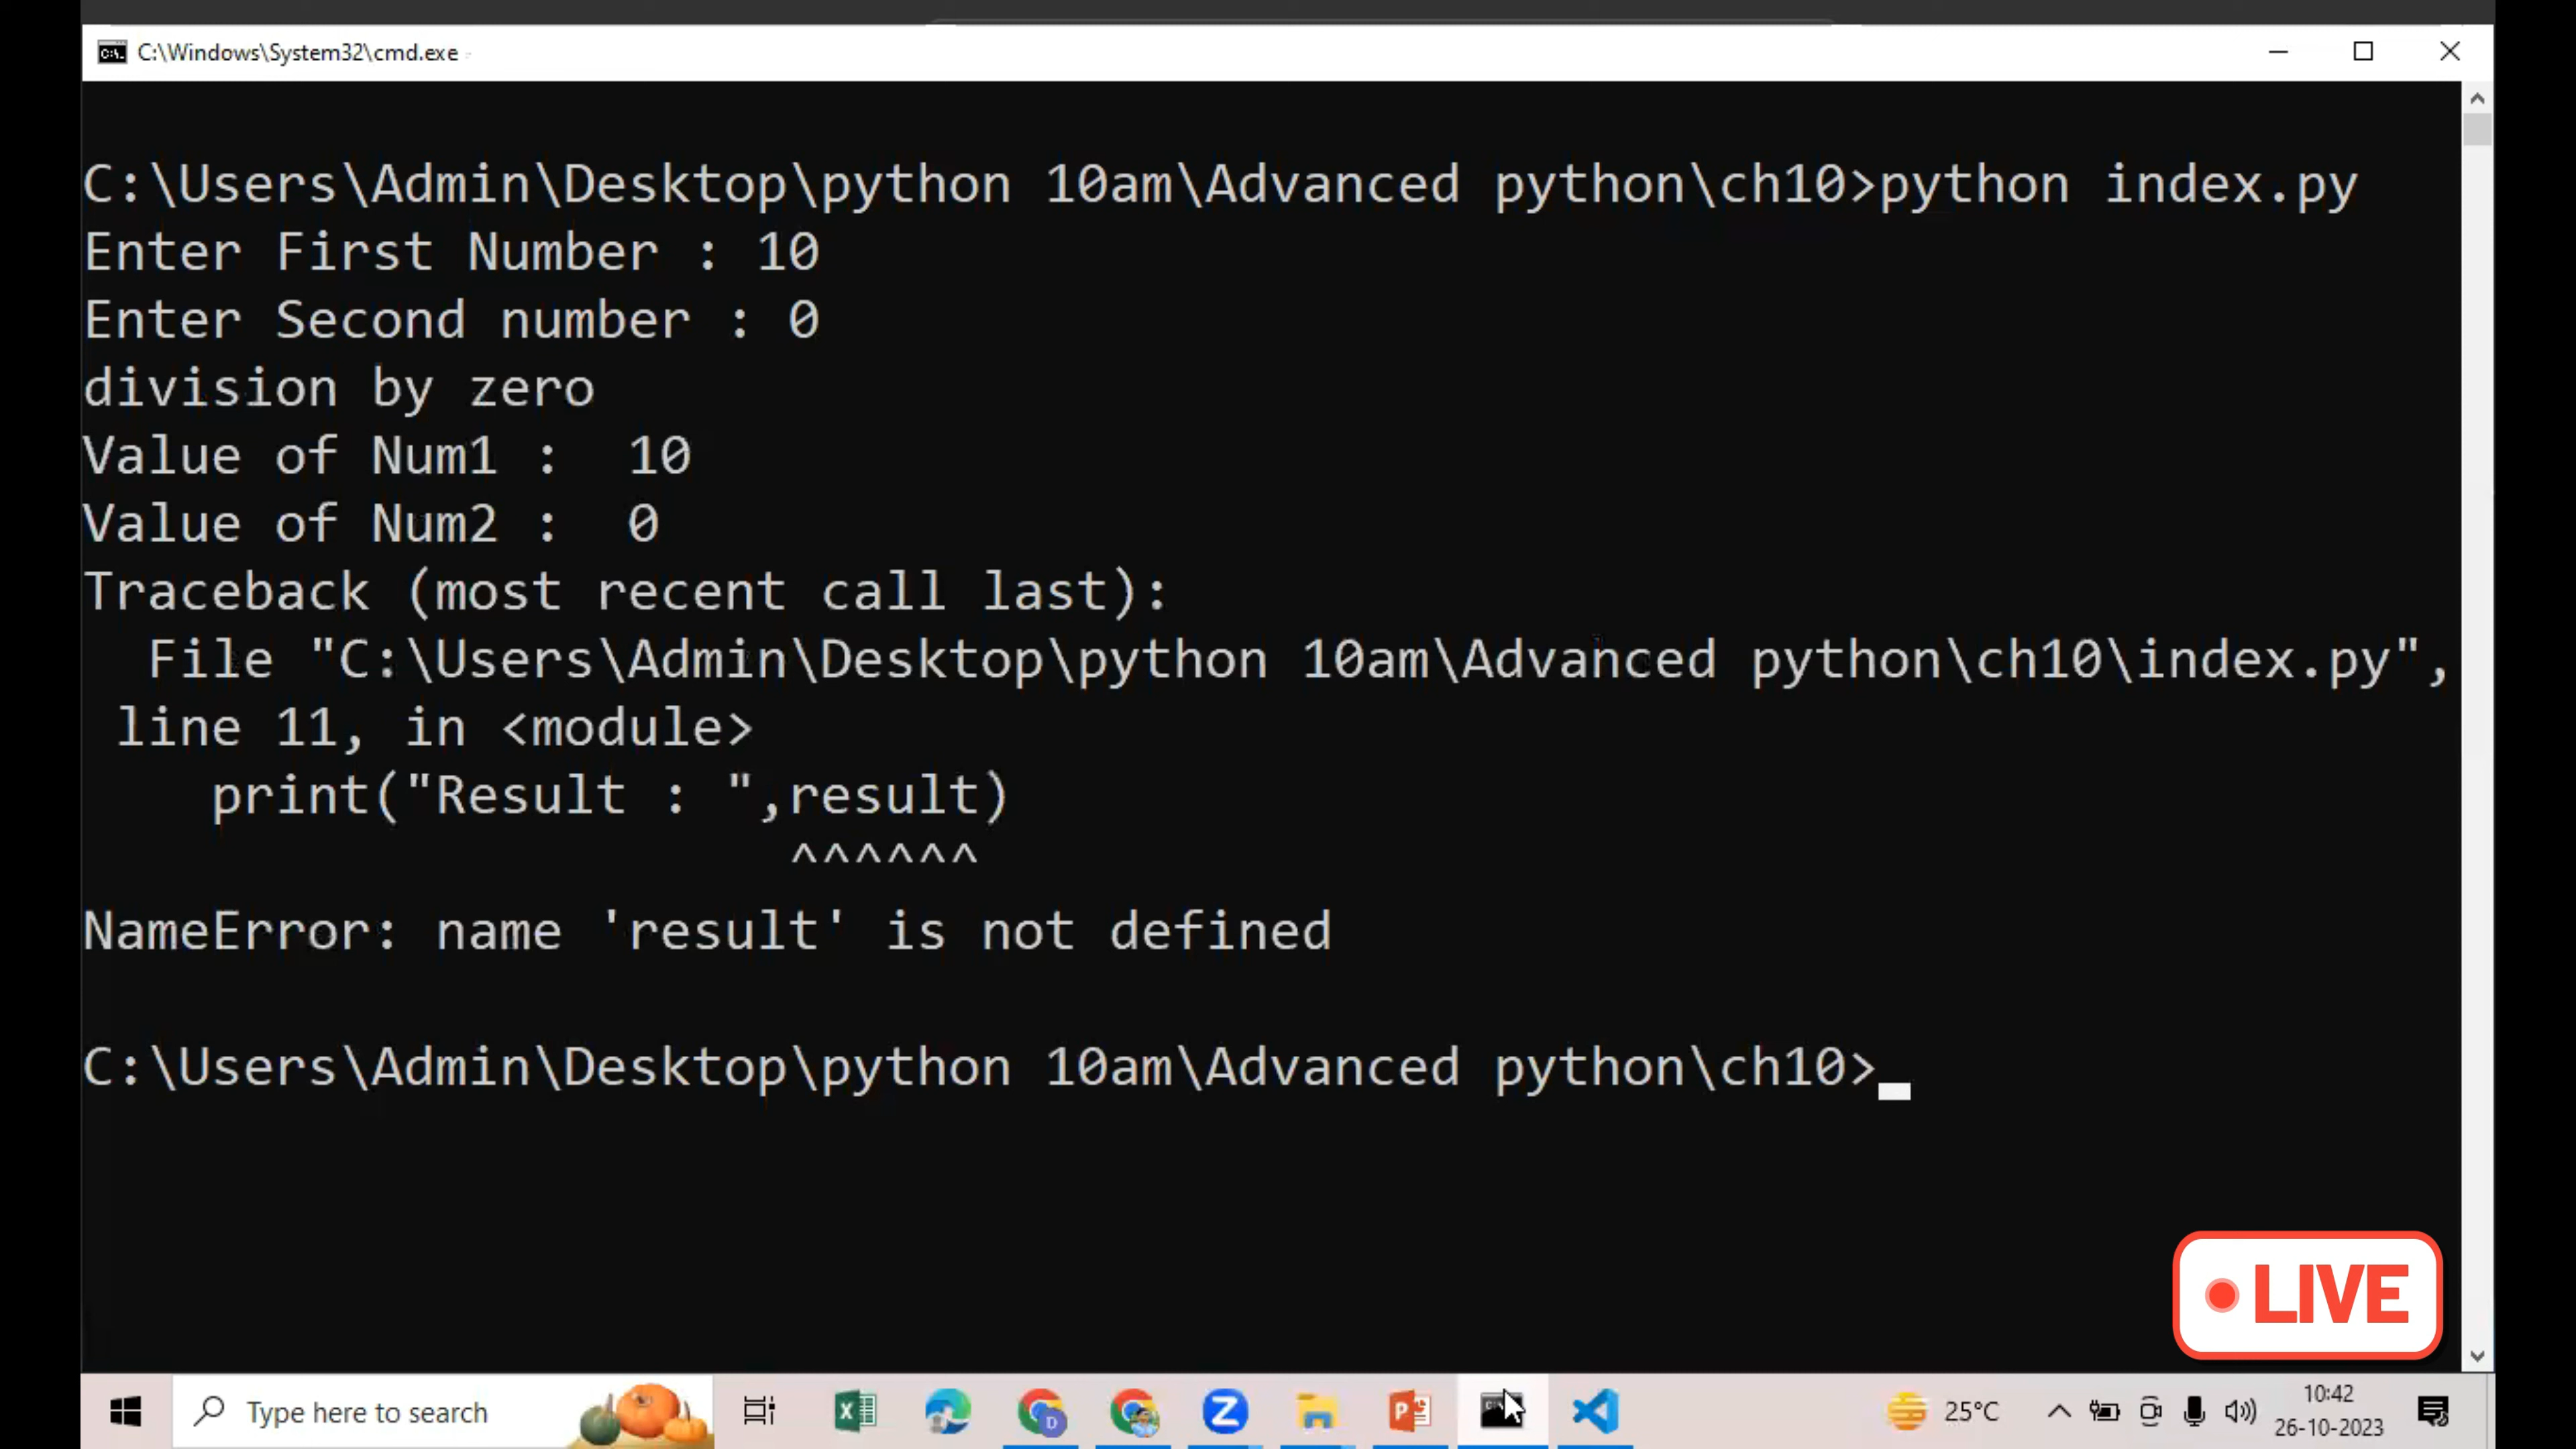 C:\Windows\System32\cmd.exe
C:\Users\Admin\Desktop\python 10am\Advanced python\ch10>python index.py
Enter First Number : 10
Enter Second number : 0
division by zero
Value of Num1 :  10
Value of Num2 :  0
Traceback (most recent call last):
  File "C:\Users\Admin\Desktop\python 10am\Advanced python\ch10\index.py",
 line 11, in <module>
    print("Result : ",result)
                      ^^^^^^
NameError: name 'result' is not defined
C:\Users\Admin\Desktop\python 10am\Advanced python\ch10>
LIVE
Type here to search
25°C
10:42
26-10-2023